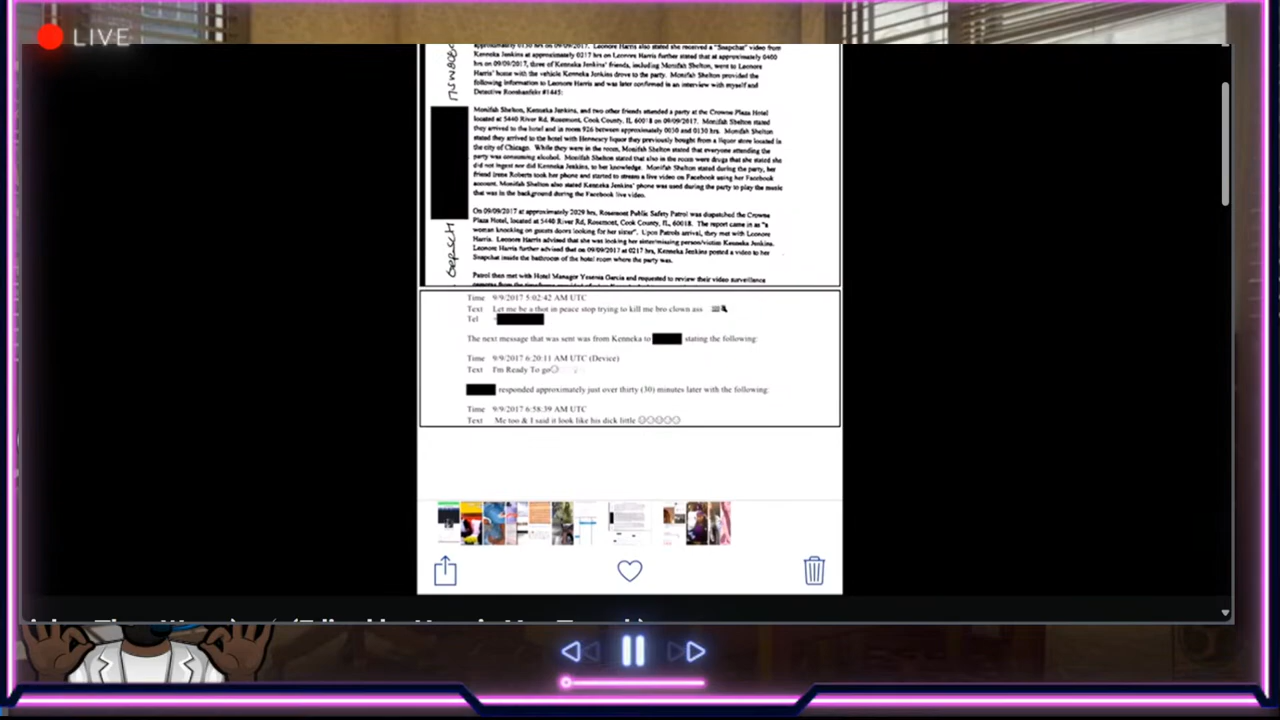 LIVE
approximately 0130 hrs on 09/09/2017. Leonore Harris also stated she received a "Snapchat" video from
Kenneka Jenkins at approximately 0217 hrs on Leonore Harris further stated that at approximately 0400
hrs on 09/09/2017, three of Kenneka Jenkins' friends, including Monifah Shelton, went to Leonore
Harris' home with the vehicle Kenneka Jenkins drove to the party. Monifah Shelton provided the
following information to Leonore Harris and was later confirmed in an interview with myself and
Detective #1445:
Monifah Shelton, Kenneka Jenkins, and two other friends attended a party at the Crowne Plaza Hotel
located at 5440 River Rd, Rosemont, Cook County, IL 60018 on 09/09/2017. Monifah Shelton stated
they arrived to the hotel and in room 926 between approximately 0050 and 0130 hrs. Monifah Shelton
stated they arrived to the hotel with Hennessy liquor they previously bought from a liquor store located in
the city of Chicago. While they were in the room, Monifah Shelton stated that everyone attending the
party was consuming alcohol. Monifah Shelton stated that also in the room were drugs that she stated she
did not ingest nor did Kenneka Jenkins, to her knowledge. Monifah Shelton stated during the party, her
friend Irene Roberts took her phone and started to stream a live video on Facebook using her Facebook
account. Monifah Shelton also stated Kenneka Jenkins' phone was used during the party to play the music
that was in the background during the Facebook live video.
On 09/09/2017 at approximately 2029 hrs, Rosemont Public Safety Patrol was dispatched the Crowne
Plaza Hotel, located at 5440 River Rd, Rosemont, Cook County, IL, 60018. The report came in as "a
woman knocking on guests doors looking for her sister". Upon Patrols arrival, they met with Leonore
Harris. Leonore Harris advised that she was looking her sister/missing person/victim Kenneka Jenkins.
Leonore Harris further advised that on 09/09/2017 at 0217 hrs, Kenneka Jenkins posted a video to her
Snapchat inside the bathroom of the hotel room where the party was.
Patrol then met with Hotel Manager Yesenia Garcia and requested to review their video surveillance
Time 9/9/2017 5:02:42 AM UTC
Text Let me be a thot in peace stop trying to kill me bro clown ass
Tel
The next message that was sent was from Kenneka to stating the following:
Time 9/9/2017 6:20:11 AM UTC (Device)
Text I'm Ready To go
responded approximately just over thirty (30) minutes later with the following:
Time 9/9/2017 6:58:39 AM UTC
Text Me too & I said it look like his dick little